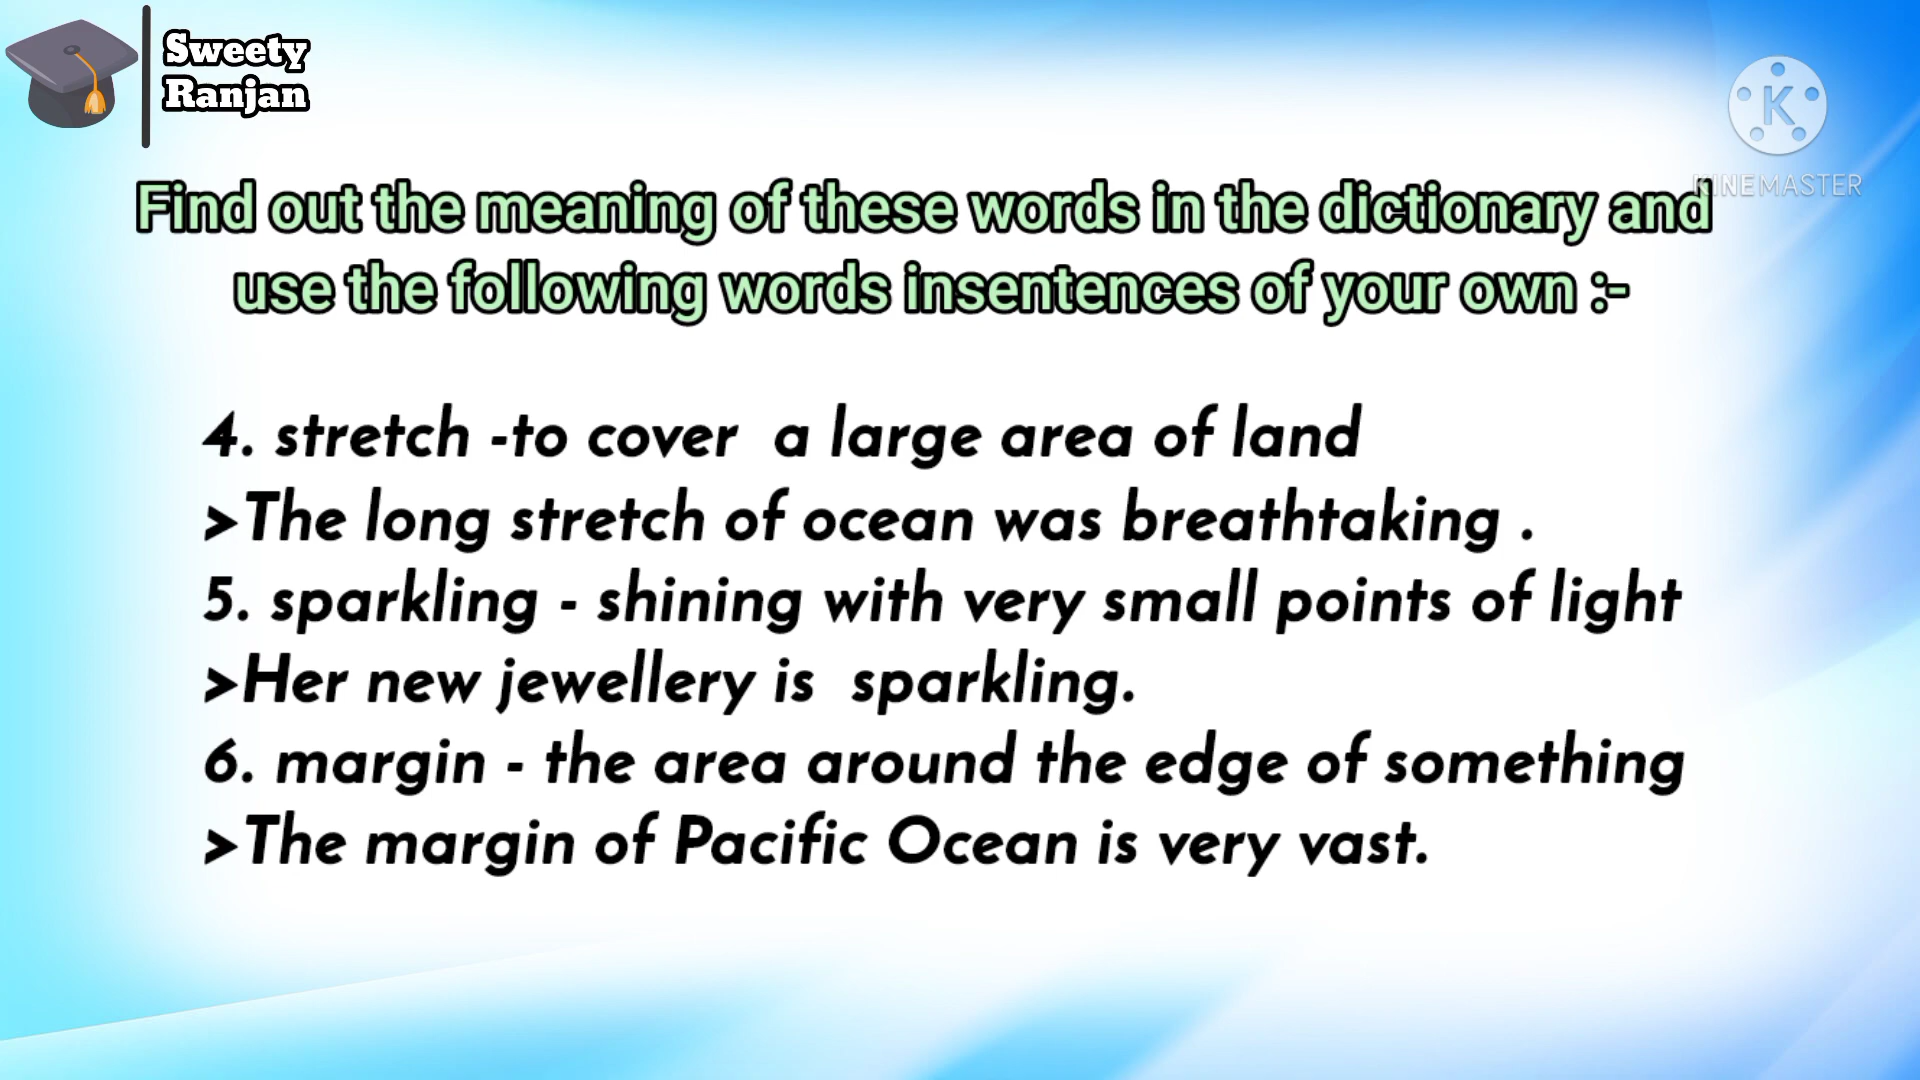 Sweety
Ranjan
K
KINEMASTER
Find out the meaning of these words in the dictionary and
use the following words insentences of your own :-
4. stretch -to cover a large area of land
>The long stretch of ocean was breathtaking .
5. sparkling - shining with very small points of light
>Her new jewellery is sparkling.
6. margin - the area around the edge of something
>The margin of Pacific Ocean is very vast.